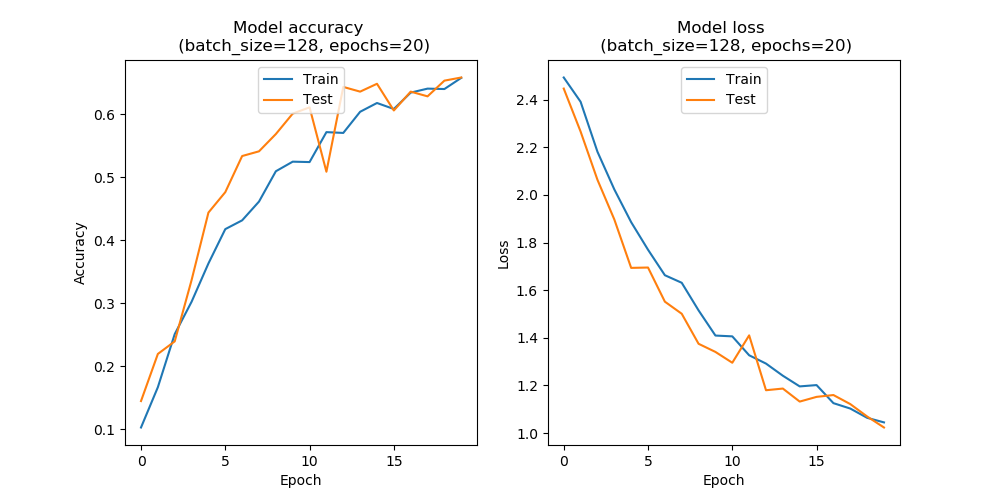 Model accuracy
(batch_size=128, epochs=20)
Train
Test
0.6
0.5
0.4
0.3
0.2
0.1
Accuracy
0
5
10
15
Epoch
Model loss
(batch_size=128, epochs=20)
Train
Test
2.4
2.2
2.0
1.8
1.6
1.4
1.2
1.0
Loss
0
5
10
15
Epoch